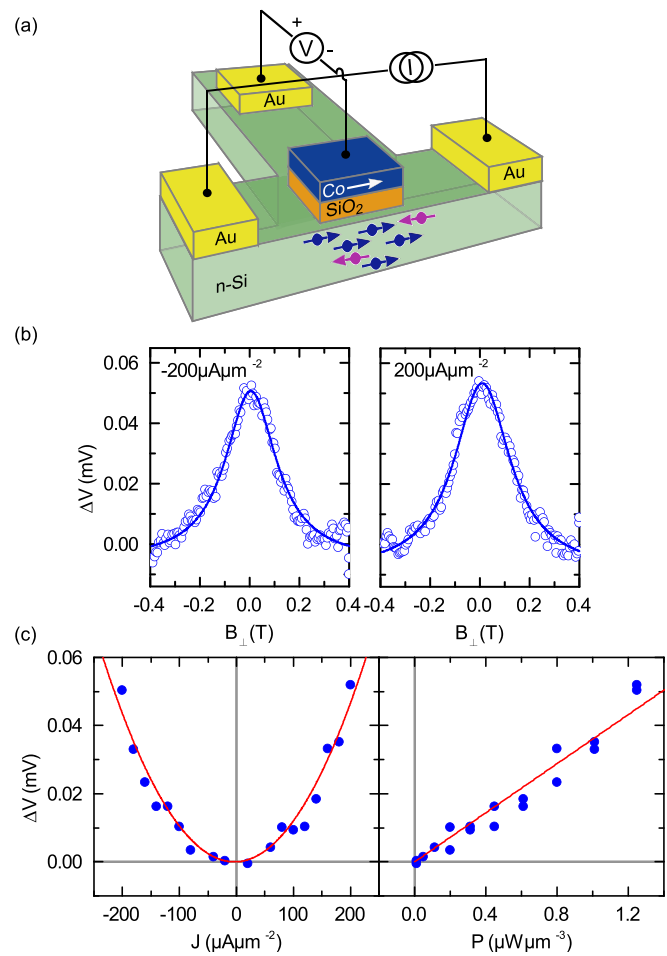 (a)
+
V
-
I
Au
Au
Co
SiO2
Au
n-Si
(b)
-200µAµm-2
200µAµm-2
0.06
0.04
0.02
0.00
ΔV (mV)
-0.4 -0.2 0.0 0.2 0.4
-0.4 -0.2 0.0 0.2 0.4
B⊥(T)
B⊥(T)
(c)
0.06
0.04
0.02
0.00
ΔV (mV)
-200 -100 0 100 200
0.0 0.4 0.8 1.2
J (µAµm-2)
P (µWµm-3)